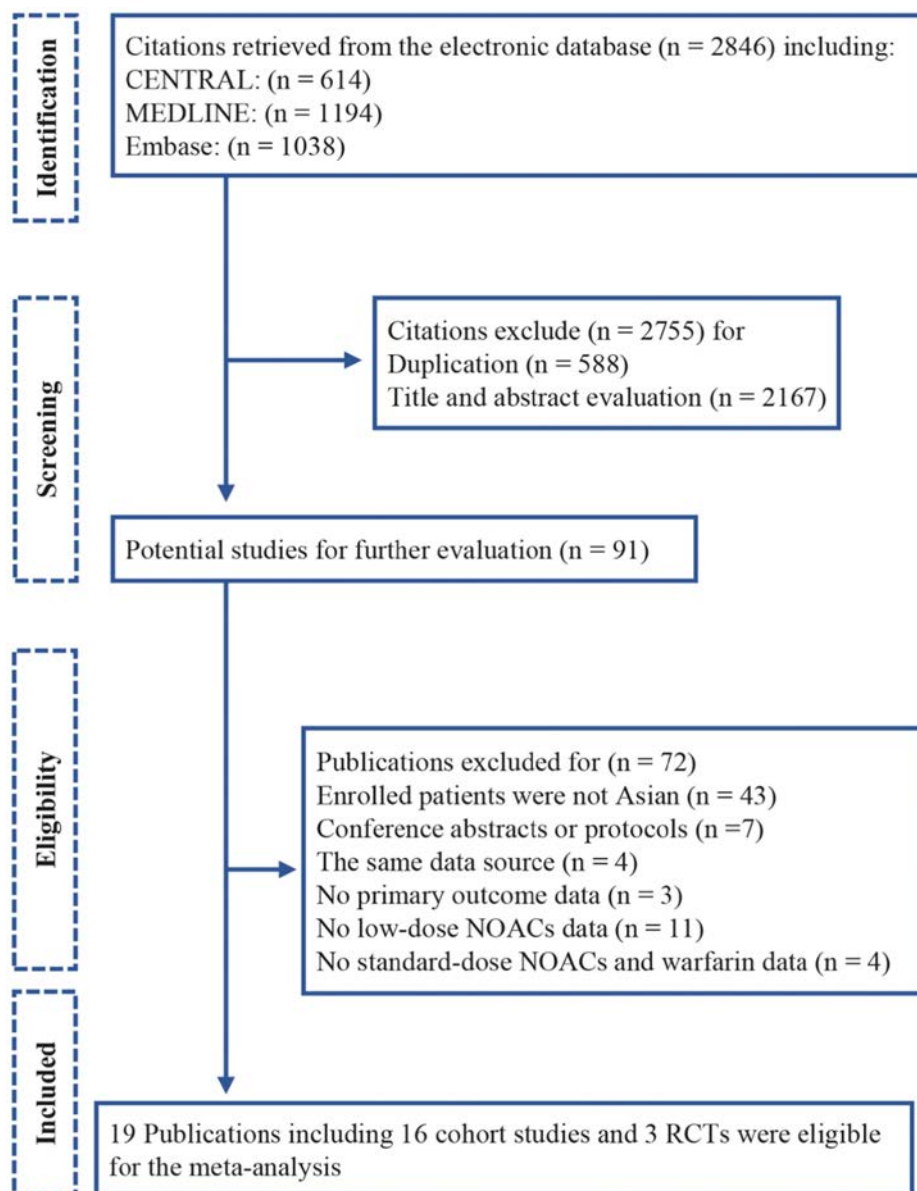 Identification
Citations retrieved from the electronic database (n = 2846) including:
CENTRAL: (n = 614)
MEDLINE: (n = 1194)
Embase: (n = 1038)
Screening
Citations exclude (n = 2755) for
Duplication (n = 588)
Title and abstract evaluation (n = 2167)
Potential studies for further evaluation (n = 91)
Eligibility
Publications excluded for (n = 72)
Enrolled patients were not Asian (n = 43)
Conference abstracts or protocols (n =7)
The same data source (n = 4)
No primary outcome data (n = 3)
No low-dose NOACs data (n = 11)
No standard-dose NOACs and warfarin data (n = 4)
Included
19 Publications including 16 cohort studies and 3 RCTs were eligible
for the meta-analysis